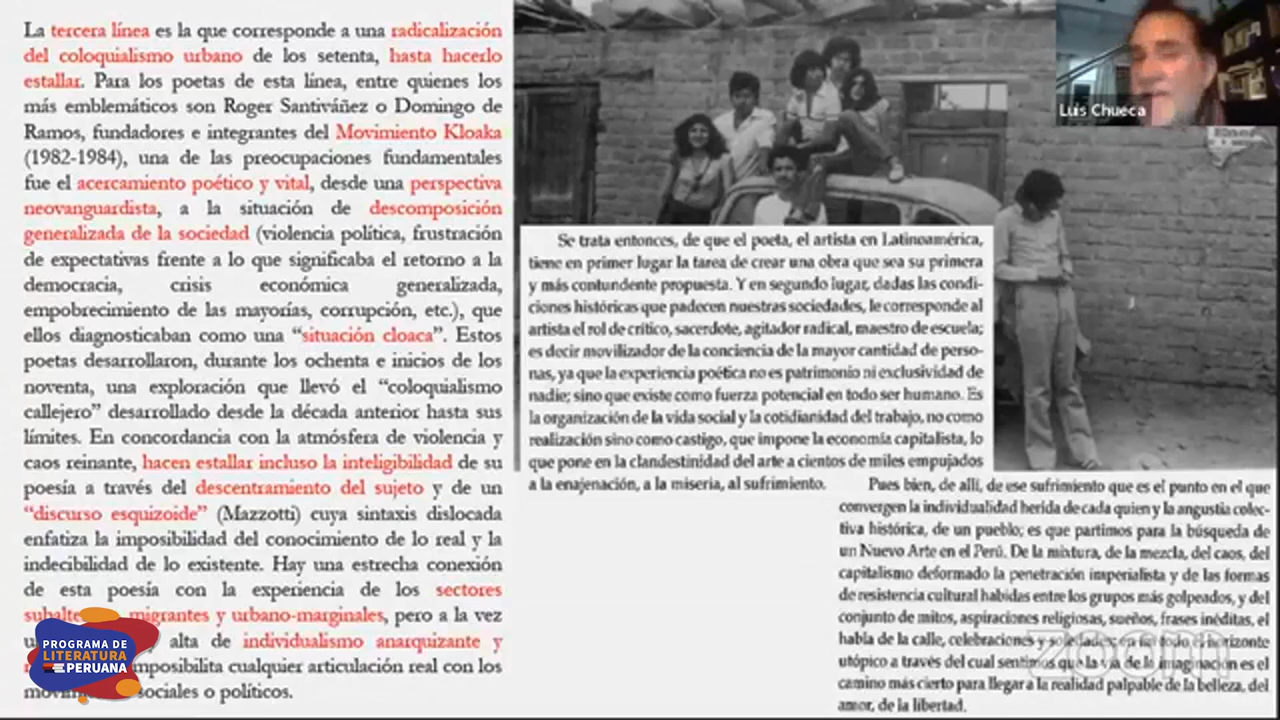 La tercera línea es la que corresponde a una radicalización
del coloquialismo urbano de los setenta, hasta hacerlo
estallar. Para los poetas de esta línea, entre quienes los
más emblemáticos son Roger Santiváñez o Domingo de
Ramos, fundadores e integrantes del Movimiento Kloaka
(1982-1984), una de las preocupaciones fundamentales
fue el acercamiento poético y vital, desde una perspectiva
neovanguardista, a la situación de descomposición
generalizada de la sociedad (violencia política, frustración
de expectativas frente a lo que significaba el retorno a la
democracia, crisis económica generalizada,
empobrecimiento de las mayorías, corrupción, etc.), que
ellos diagnosticaban como una “situación cloaca”. Estos
poetas desarrollaron, durante los ochenta e inicios de los
noventa, una exploración que llevó el “coloquialismo
callejero” desarrollado desde la década anterior hasta sus
límites. En concordancia con la atmósfera de violencia y
caos reinante, hacen estallar incluso la inteligibilidad de su
poesía a través del descentramiento del sujeto y de un
“discurso esquizoide” (Mazzotti) cuya sintaxis dislocada
enfatiza la imposibilidad del conocimiento de lo real y la
indecibilidad de lo existente. Hay una estrecha conexión
de esta poesía con la experiencia de los sectores
migrantes y urbano-marginales, pero a la vez
alta de individualismo anarquizante y
imposibilita cualquier articulación real con los
sociales o políticos.
PROGRAMA DE
LITERATURA
PERUANA
Luis Chueca
Se trata entonces, de que el poeta, el artista en Latinoamérica,
tiene en primer lugar la tarea de crear una obra que sea su primera
y más contundente propuesta. Y en segundo lugar, dadas las condi-
ciones históricas que padecen nuestras sociedades, le corresponde al
artista el rol de crítico, sacerdote, agitador radical, maestro de escuela;
es decir movilizador de la conciencia de la mayor cantidad de perso-
nas, ya que la experiencia poética no es patrimonio ni exclusividad de
nadie; sino que existe como fuerza potencial en todo ser humano. Es
la organización de la vida social y la cotidianidad del trabajo, no como
realización sino como castigo, que impone la economía capitalista, lo
que pone en la clandestinidad del arte a cientos de miles empujados
a la enajenación, a la miseria, al sufrimiento.
Pues bien, de allí, de ese sufrimiento que es el punto en el que
convergen la individualidad herida de cada quien y la angustia colec-
tiva histórica, de un pueblo; es que partimos para la búsqueda de
un Nuevo Arte en el Perú. De la mixtura, de la mezcla, del caos, del
capitalismo deformado la penetración imperialista y de las formas
de resistencia cultural habidas entre los grupos más golpeados, y del
conjunto de mitos, aspiraciones religiosas, sueños, frases inéditas, el
habla de la calle, celebraciones y soledades; en horizonte
utópico a través del cual sentimos que la vía de la imaginación es el
camino más cierto para llegar a la realidad palpable de la belleza, del
amor, de la libertad.
zoom